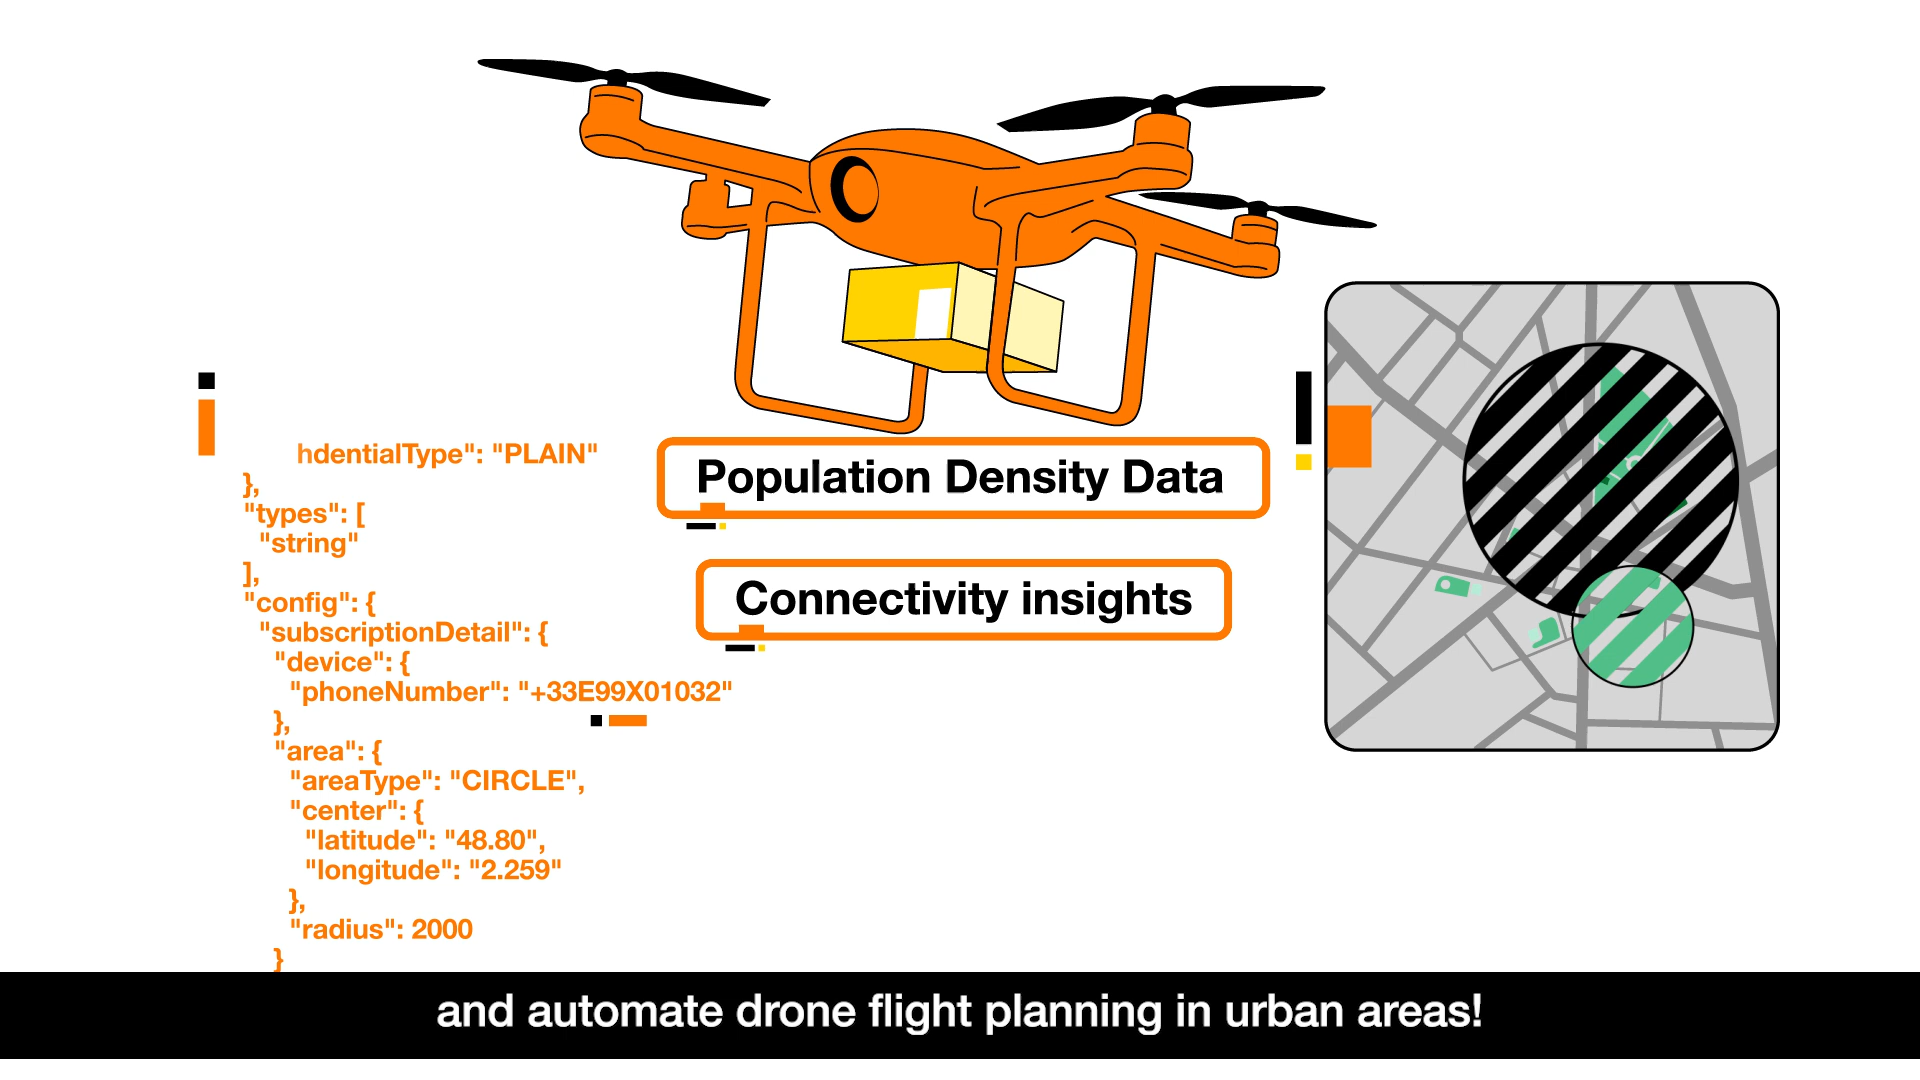 hdentialType": "PLAIN"
},
"types": [
"string"
],
"config": {
"subscriptionDetail": {
"device": {
"phoneNumber": "+33E99X01032"
},
"area": {
"areaType": "CIRCLE",
"center": {
"latitude": "48.80",
"longitude": "2.259"
},
"radius": 2000
}
Population Density Data
Connectivity insights
and automate drone flight planning in urban areas!